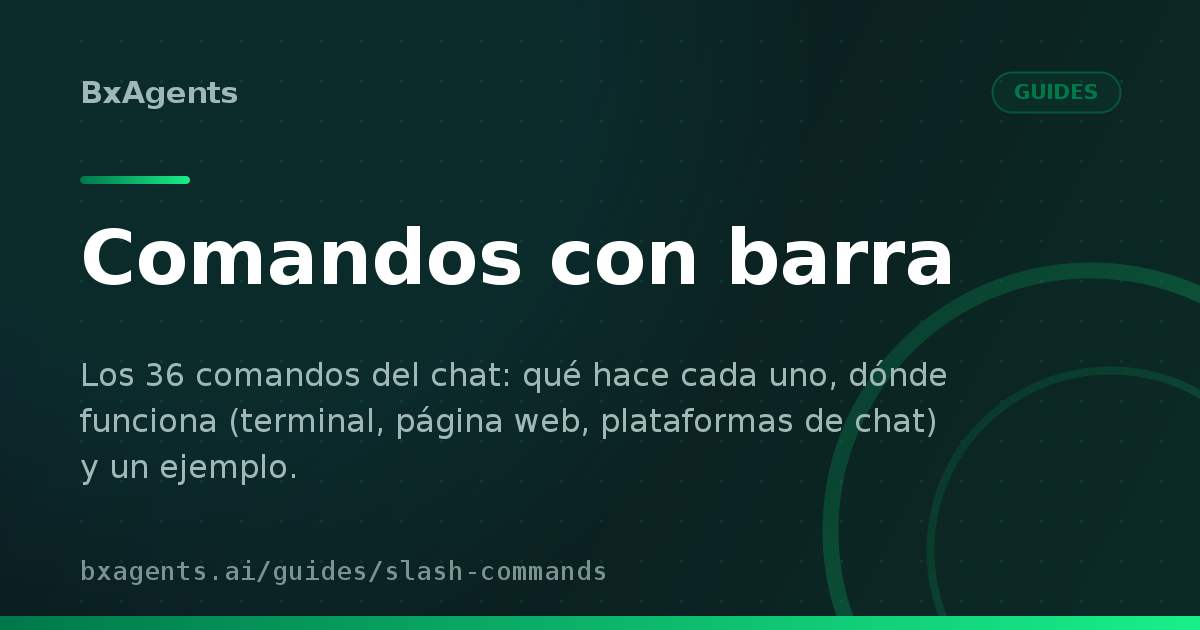 BxAgents
GUIDES
Comandos con barra
Los 36 comandos del chat: qué hace cada uno, dónde
funciona (terminal, página web, plataformas de chat)
y un ejemplo.
bxagents.ai/guides/slash-commands